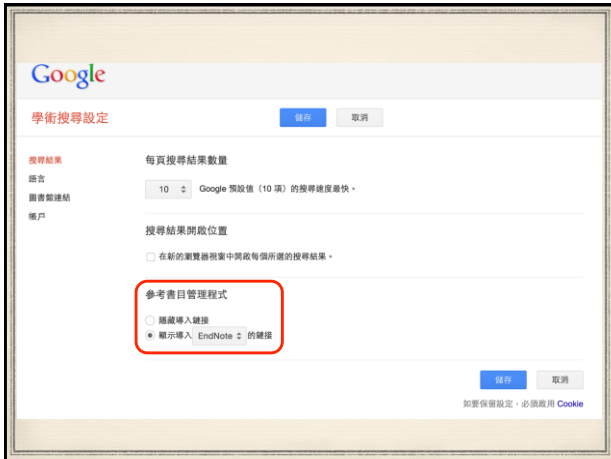 Google
學術搜尋設定
儲存 取消
搜尋結果
語言
圖書館連結
帳戶
每頁搜尋結果數量
10 Google 預設值（10 項）的搜尋速度最快。
搜尋結果開啟位置
在新的瀏覽器視窗中開啟每個所選的搜尋結果。
參考書目管理程式
隱藏導入鏈接
顯示導入 EndNote 的鏈接
儲存 取消
如要保留設定，必須啟用 Cookie